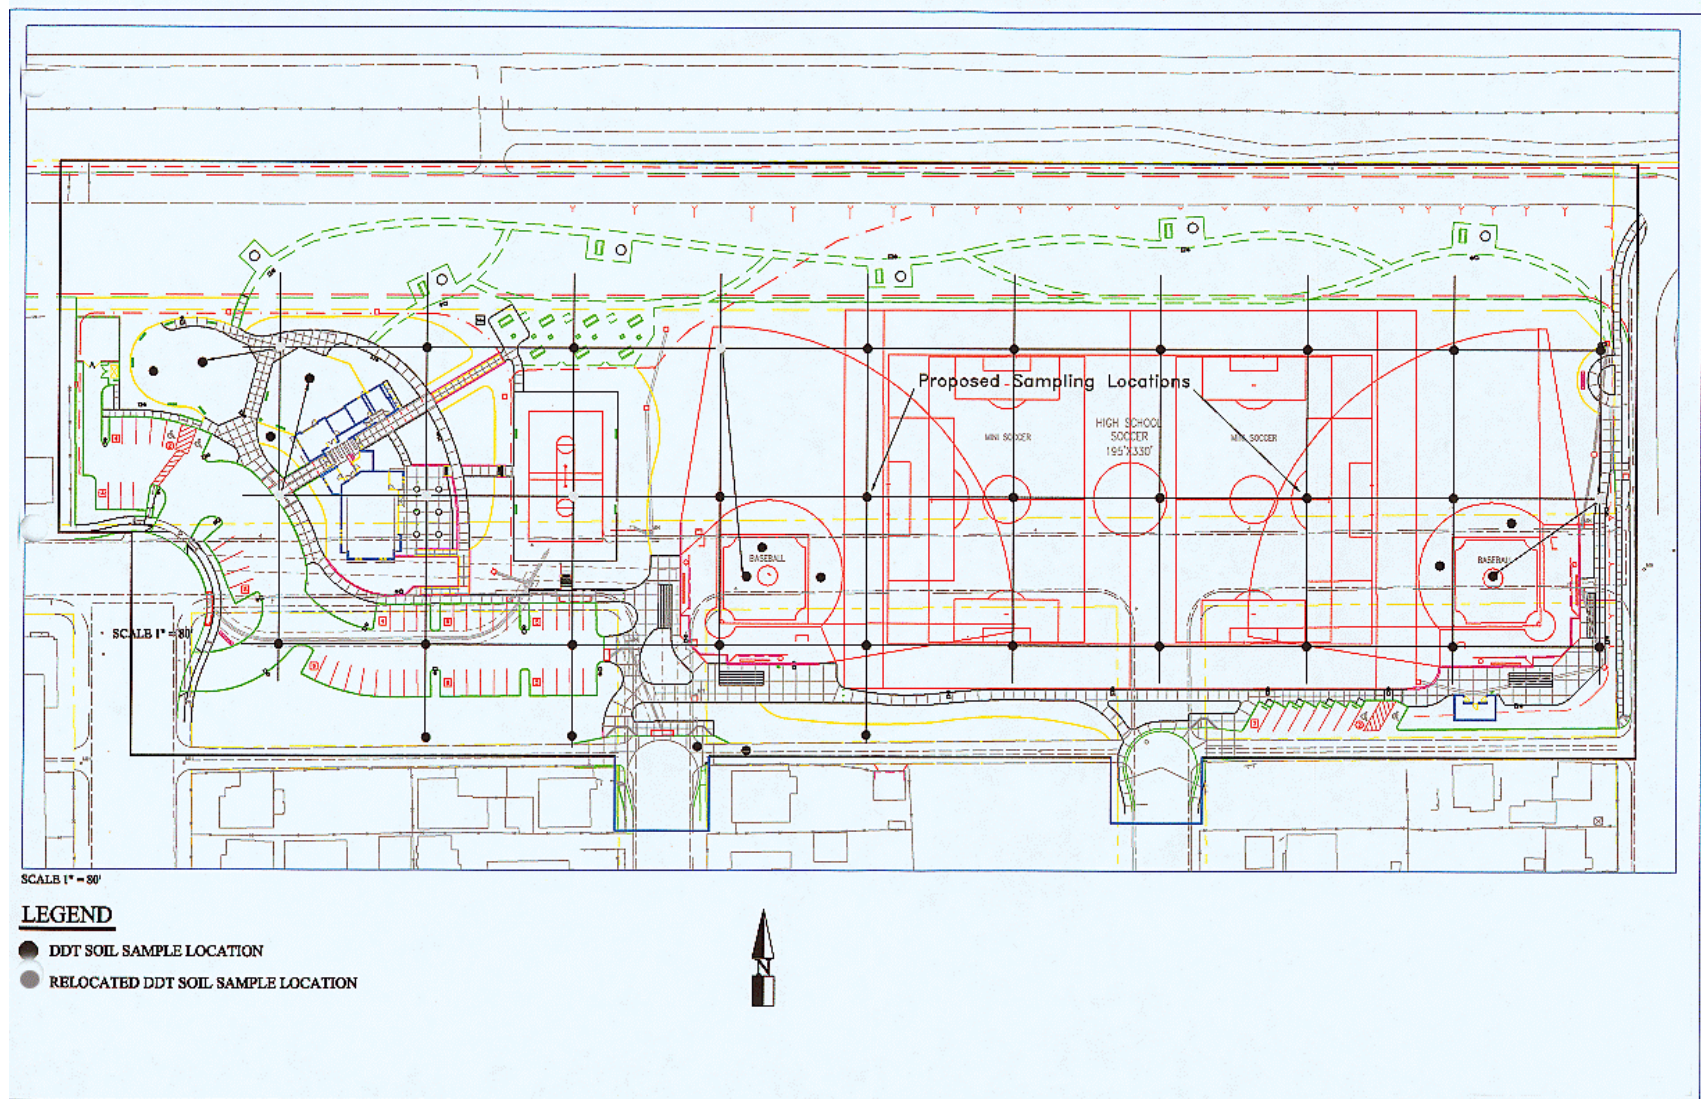 Proposed Sampling Locations
MINI SOCCER
HIGH SCHOOL
SOCCER
195'X330'
MINI SOCCER
BASEBALL
BASEBALL
SCALE 1" = 80'
SCALE 1" = 80'
LEGEND
DDT SOIL SAMPLE LOCATION
RELOCATED DDT SOIL SAMPLE LOCATION
N